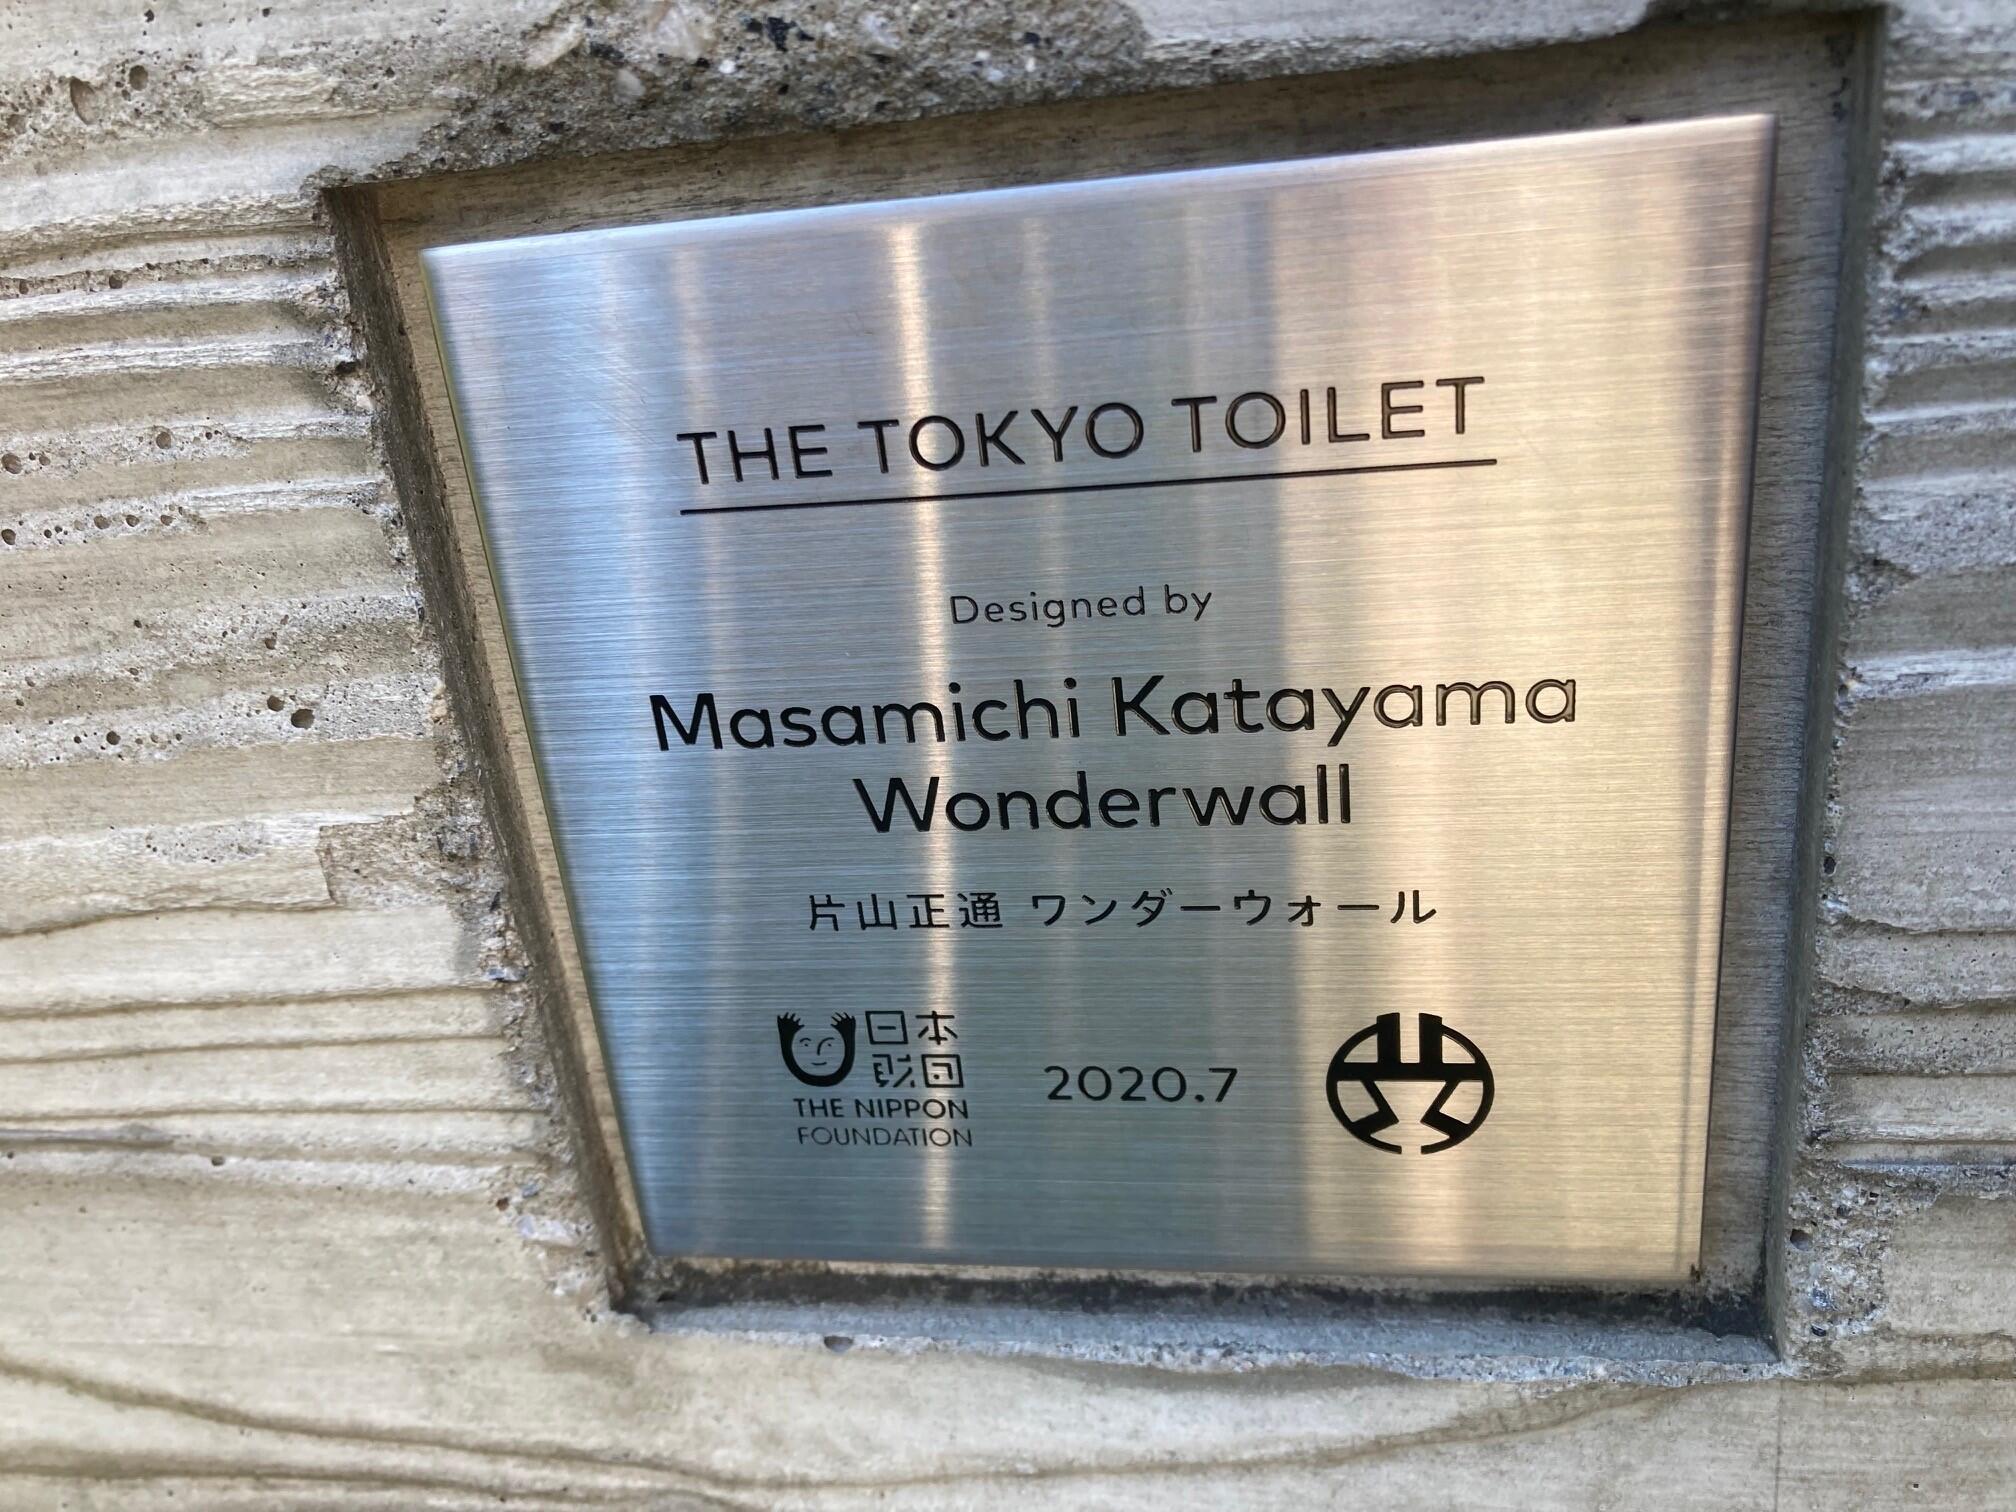 THE TOKYO TOILET
Designed by
Masamichi Katayama
Wonderwall
片山正通 ワンダーウォール
日本
財団
THE NIPPON
FOUNDATION
2020.7